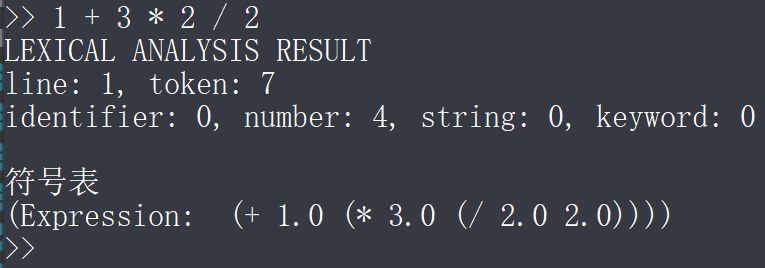 >> 1 + 3 * 2 / 2
LEXICAL ANALYSIS RESULT
line: 1, token: 7
identifier: 0, number: 4, string: 0, keyword: 0
符号表
(Expression:  (+ 1.0 (* 3.0 (/ 2.0 2.0))))
>>